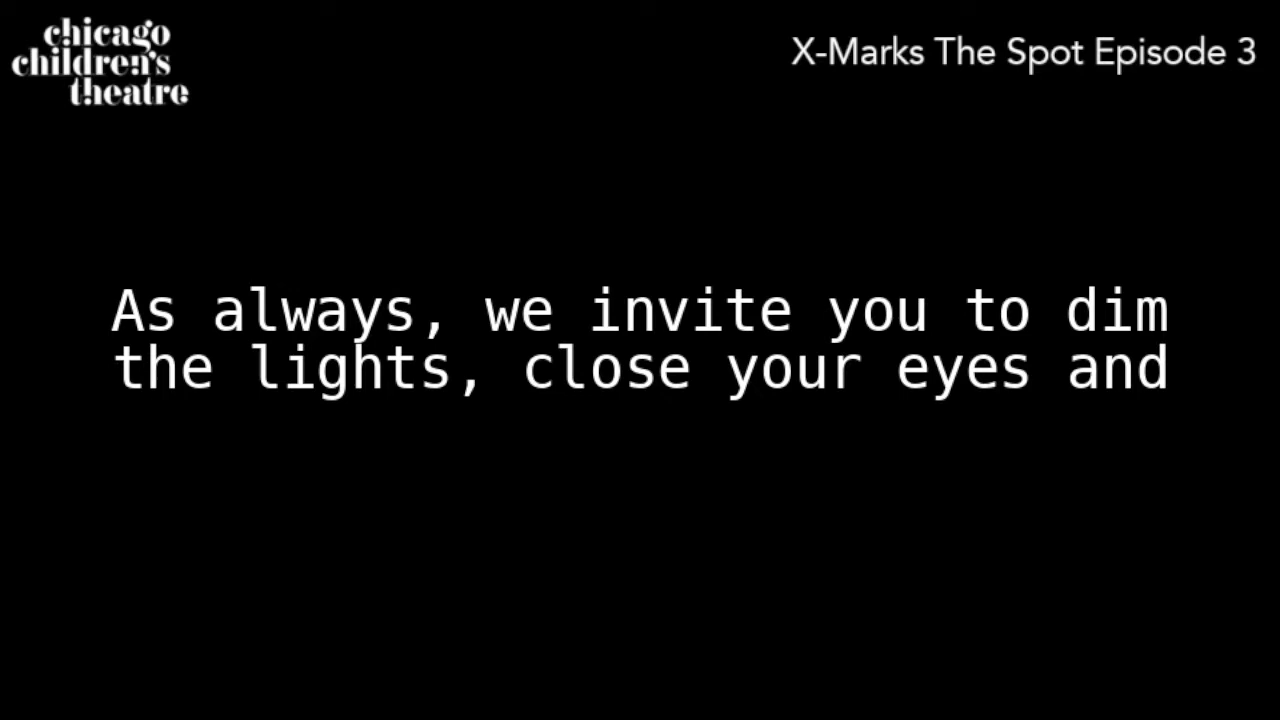 chicago
children's
theatre
X-Marks The Spot Episode 3
As always, we invite you to dim
the lights, close your eyes and